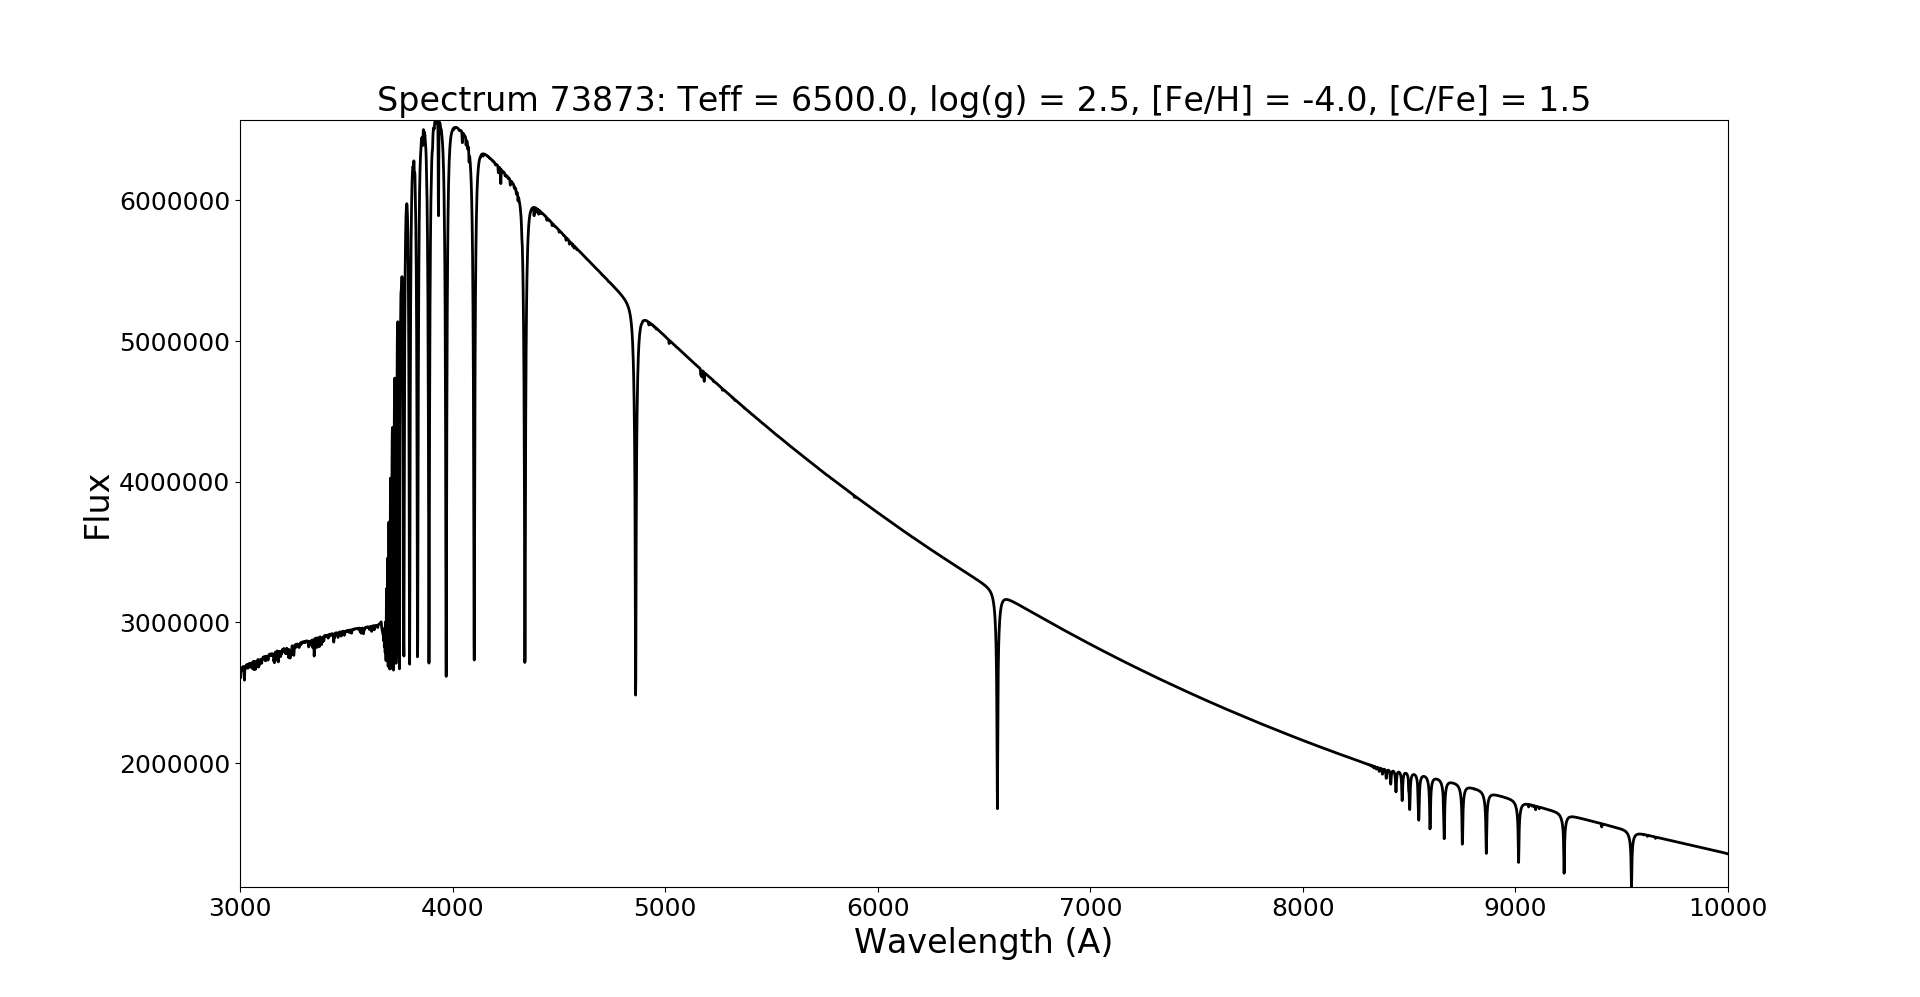 Spectrum 73873: Teff = 6500.0, log(g) = 2.5, [Fe/H] = -4.0, [C/Fe] = 1.5
6000000
5000000
4000000
3000000
2000000
Flux
3000 4000 5000 6000 7000 8000 9000 10000
Wavelength (A)